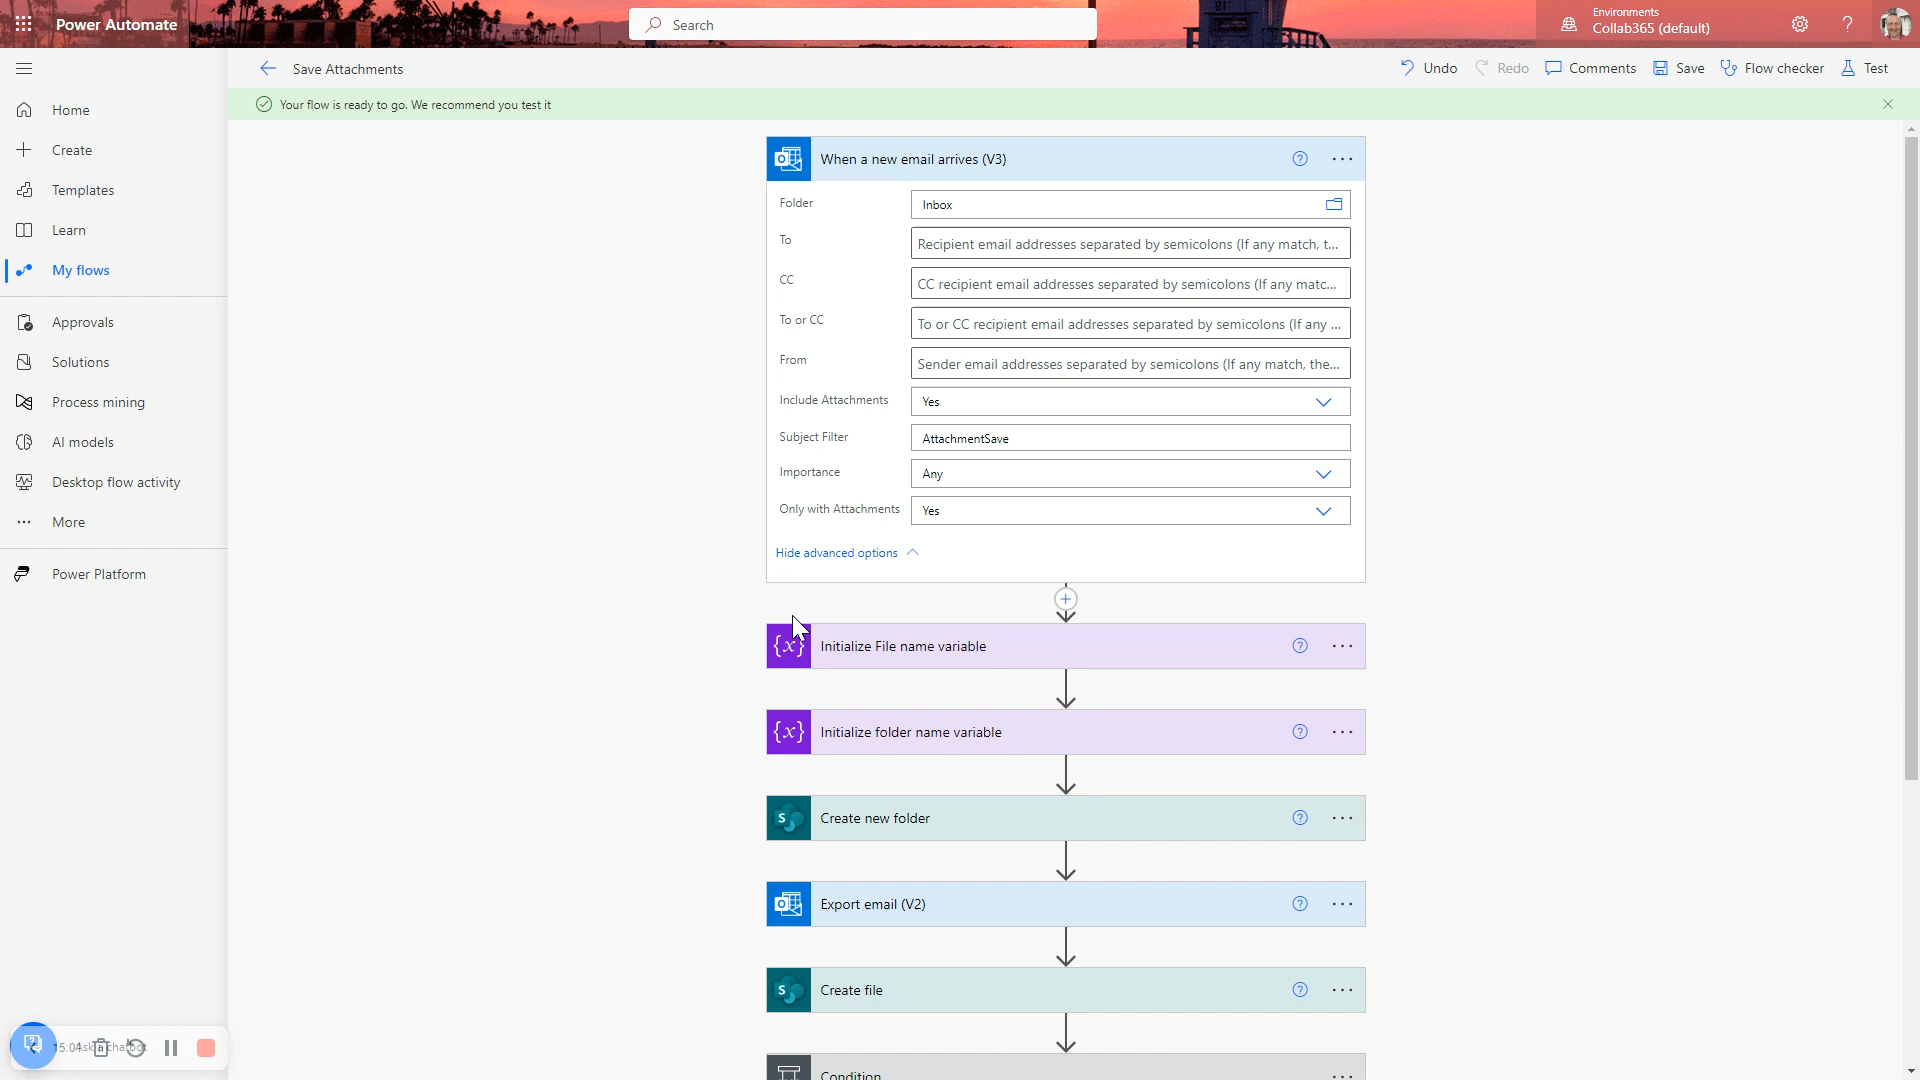 Power Automate
Search
Environments
Collab365 (default)
Save Attachments
Undo
Redo
Comments
Save
Flow checker
Test
Your flow is ready to go. We recommend you test it
Home
Create
Templates
Learn
My flows
Approvals
Solutions
Process mining
AI models
Desktop flow activity
More
Power Platform
When a new email arrives (V3)
Folder
Inbox
To
Recipient email addresses separated by semicolons (If any match, t...
CC
CC recipient email addresses separated by semicolons (If any matc...
To or CC
To or CC recipient email addresses separated by semicolons (If any ...
From
Sender email addresses separated by semicolons (If any match, the...
Include Attachments
Yes
Subject Filter
AttachmentSave
Importance
Any
Only with Attachments
Yes
Hide advanced options
{x} Initialize File name variable
{x} Initialize folder name variable
S Create new folder
Export email (V2)
S Create file
Condition
15:04